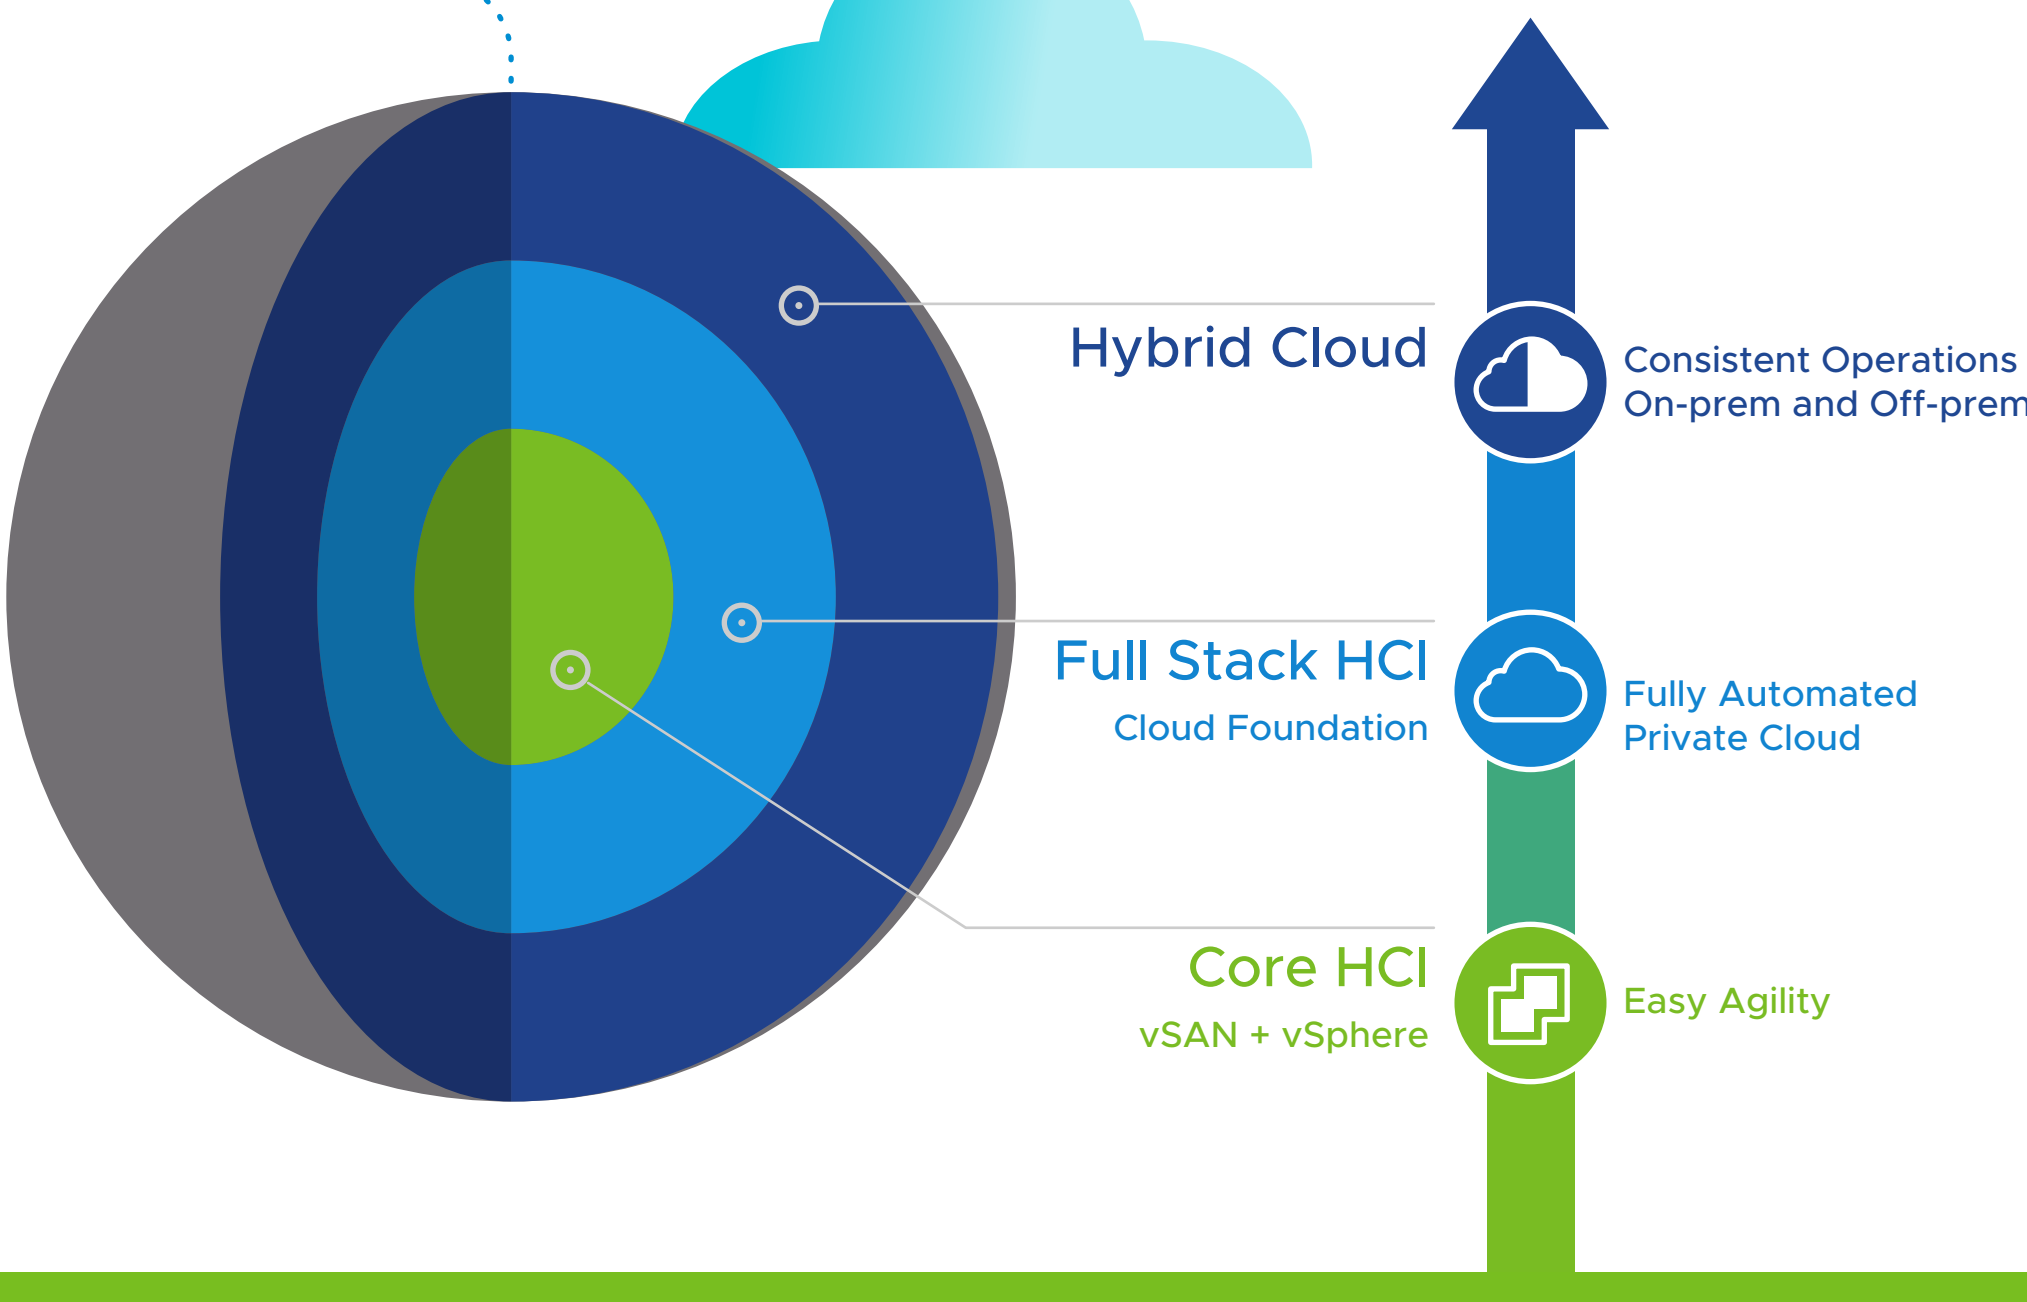 Hybrid Cloud
Consistent Operations
On-prem and Off-prem
Full Stack HCI
Cloud Foundation
Fully Automated
Private Cloud
Core HCI
vSAN + vSphere
Easy Agility